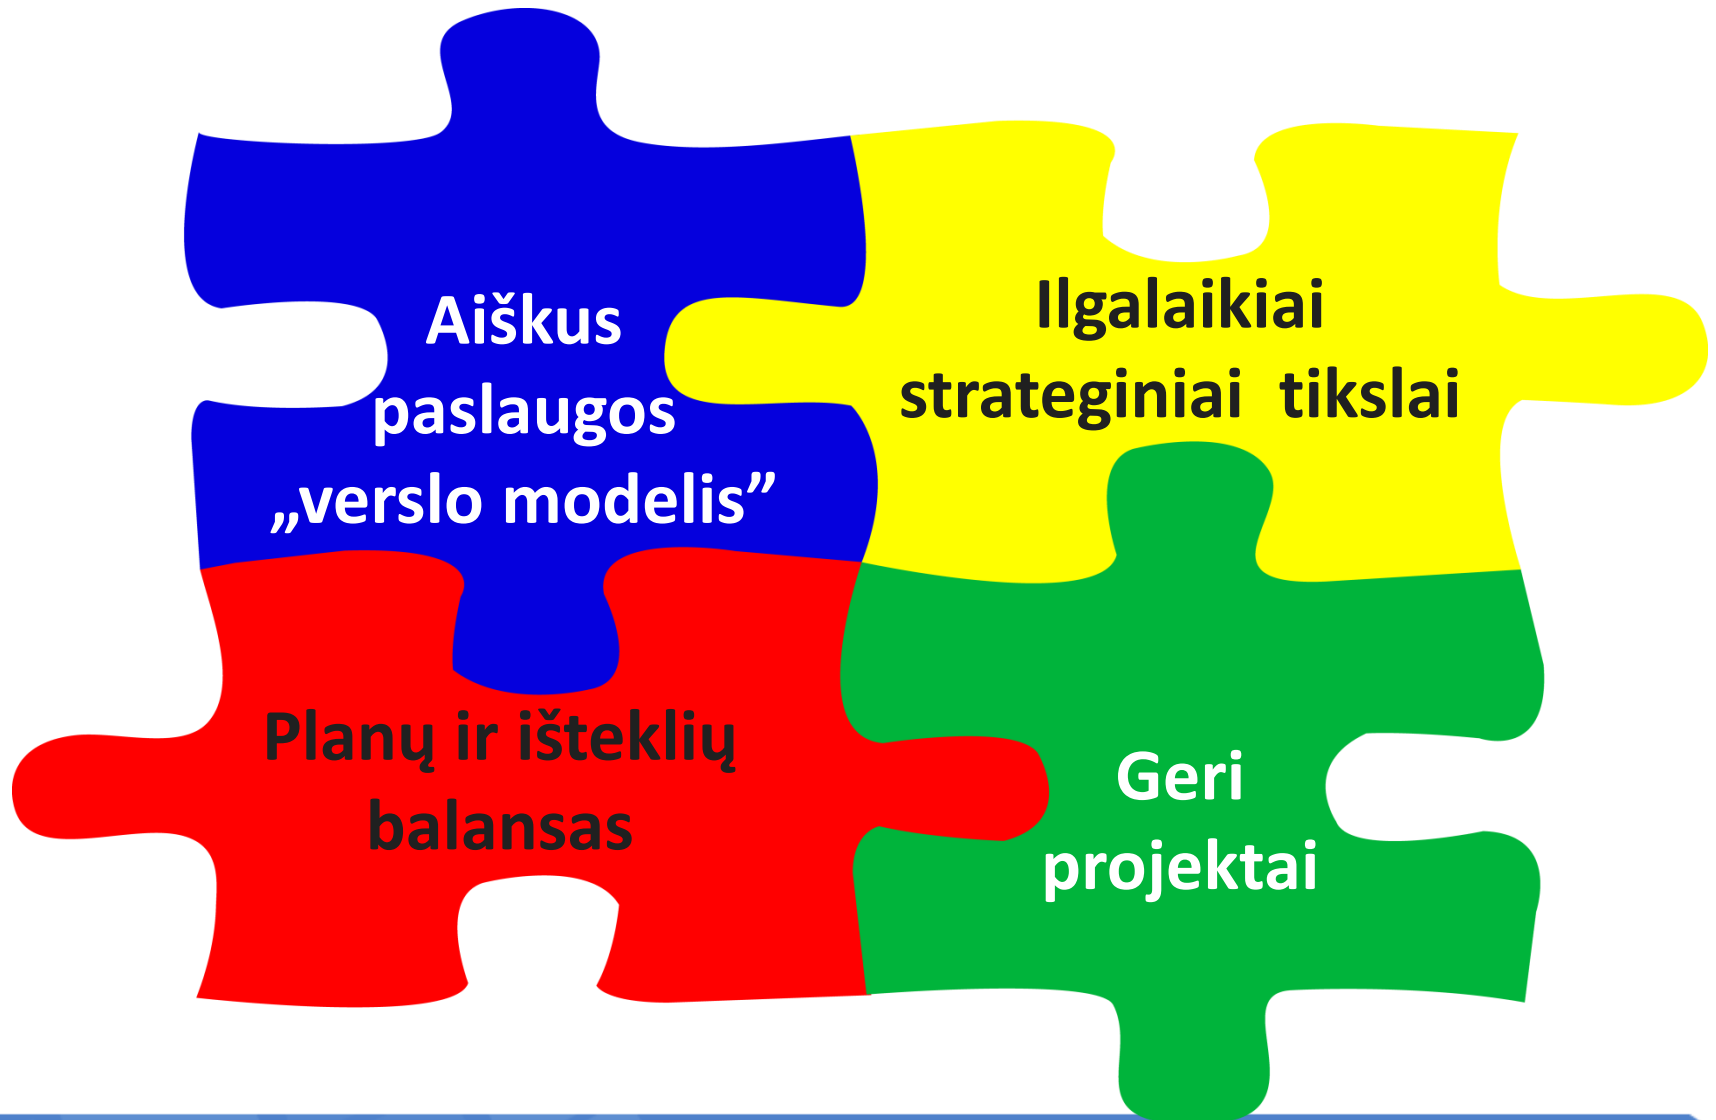 Aiškus
paslaugos
„verslo modelis”
Ilgalaikiai
strateginiai tikslai
Planų ir išteklių
balansas
Geri
projektai